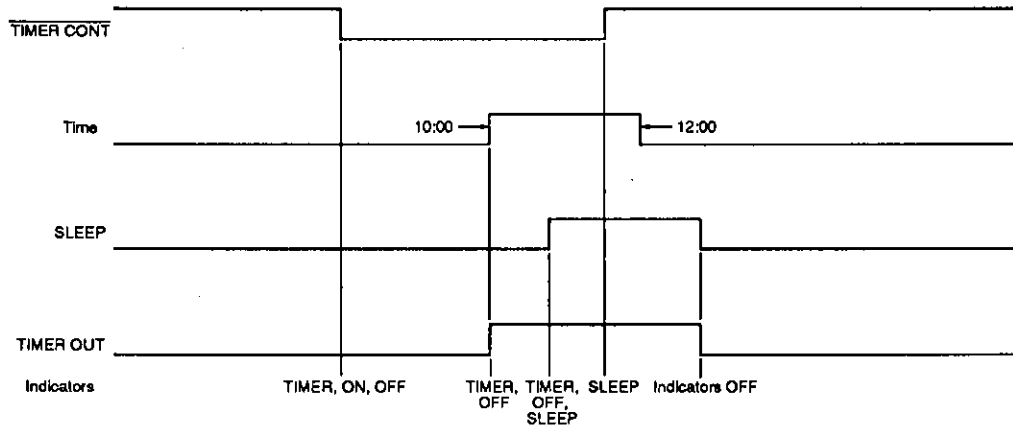 TIMER CONT
Time
10:00
12:00
SLEEP
TIMER OUT
Indicators
TIMER, ON, OFF
TIMER, OFF
TIMER, OFF, SLEEP
SLEEP
Indicators OFF